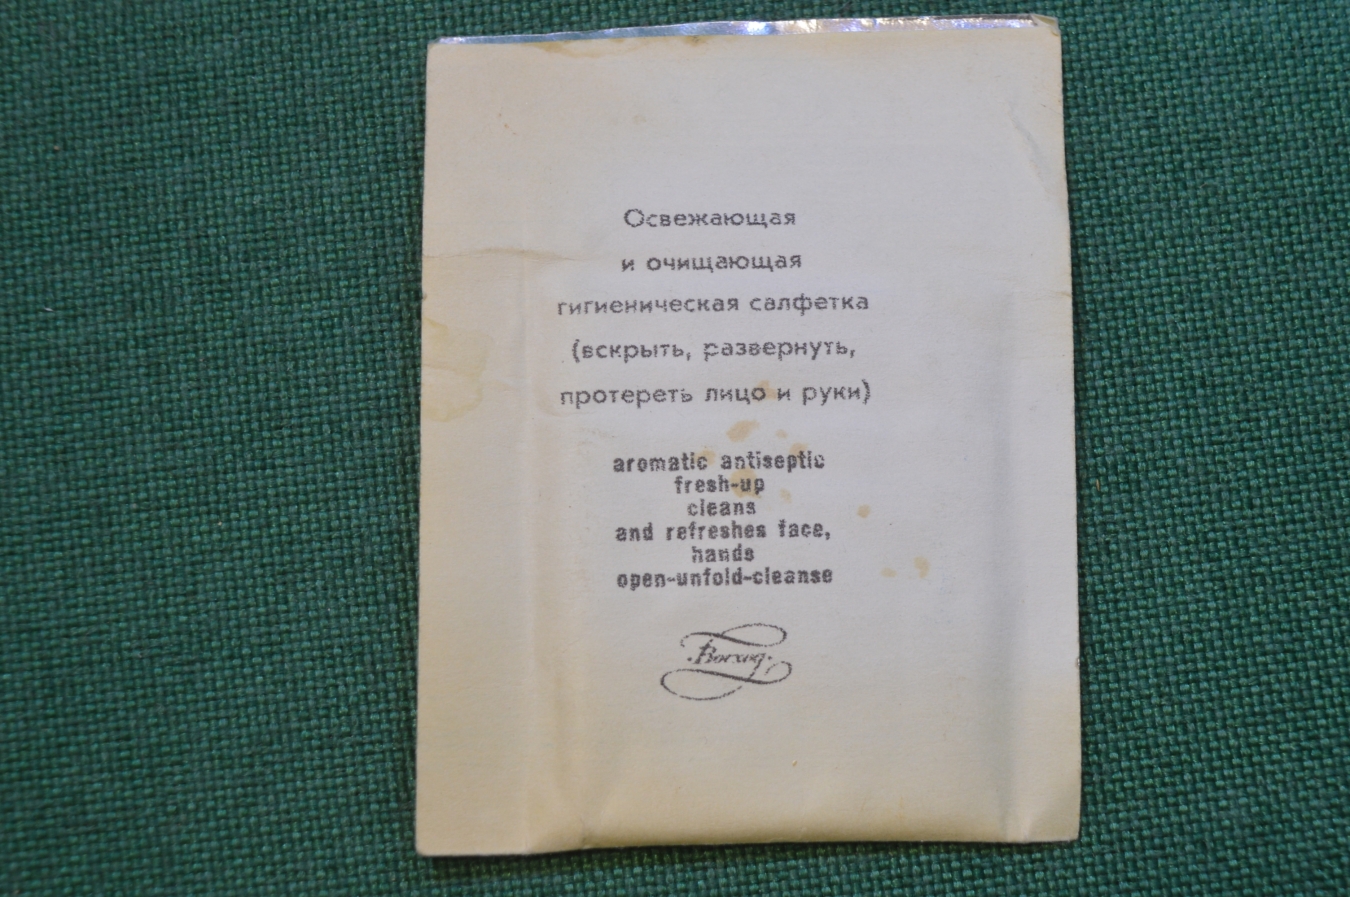 Освежающая
и очищающая
гигиеническая салфетка
(вскрыть, развернуть,
протереть лицо и руки)
aromatic antiseptic
fresh-up
cleans
and refreshes face,
hands
open-unfold-cleanse